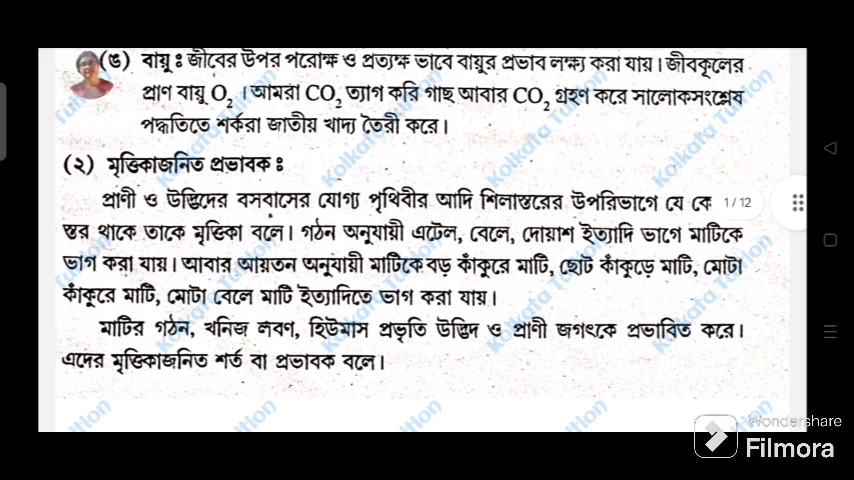 (ঙ) বায়ু : জীবের উপর পরোক্ষ ও প্রত্যক্ষ ভাবে বায়ুর প্রভাব লক্ষ্য করা যায়। জীবকূলের
প্রাণ বায়ু O₂ । আমরা CO₂ ত্যাগ করি গাছ আবার CO₂ গ্রহণ করে সালোকসংশ্লেষ
পদ্ধতিতে শর্করা জাতীয় খাদ্য তৈরী করে।
(২) মৃত্তিকাজনিত প্রভাবক :
প্রাণী ও উদ্ভিদের বসবাসের যোগ্য পৃথিবীর আদি শিলাস্তরের উপরিভাগে যে কো
1/12
স্তর থাকে তাকে মৃত্তিকা বলে। গঠন অনুযায়ী এটেল, বেলে, দোয়াশ ইত্যাদি ভাগে মাটিকে
ভাগ করা যায়। আবার আয়তন অনুযায়ী মাটিকে বড় কাঁকুরে মাটি, ছোট কাঁকুড়ে মাটি, মোটা
কাঁকুরে মাটি, মোটা বেলে মাটি ইত্যাদিতে ভাগ করা যায়।
মাটির গঠন, খনিজ লবণ, হিউমাস প্রভৃতি উদ্ভিদ ও প্রাণী জগৎকে প্রভাবিত করে।
এদের মৃত্তিকাজনিত শর্ত বা প্রভাবক বলে।
Kolkata Tuition
Wondershare
Filmora